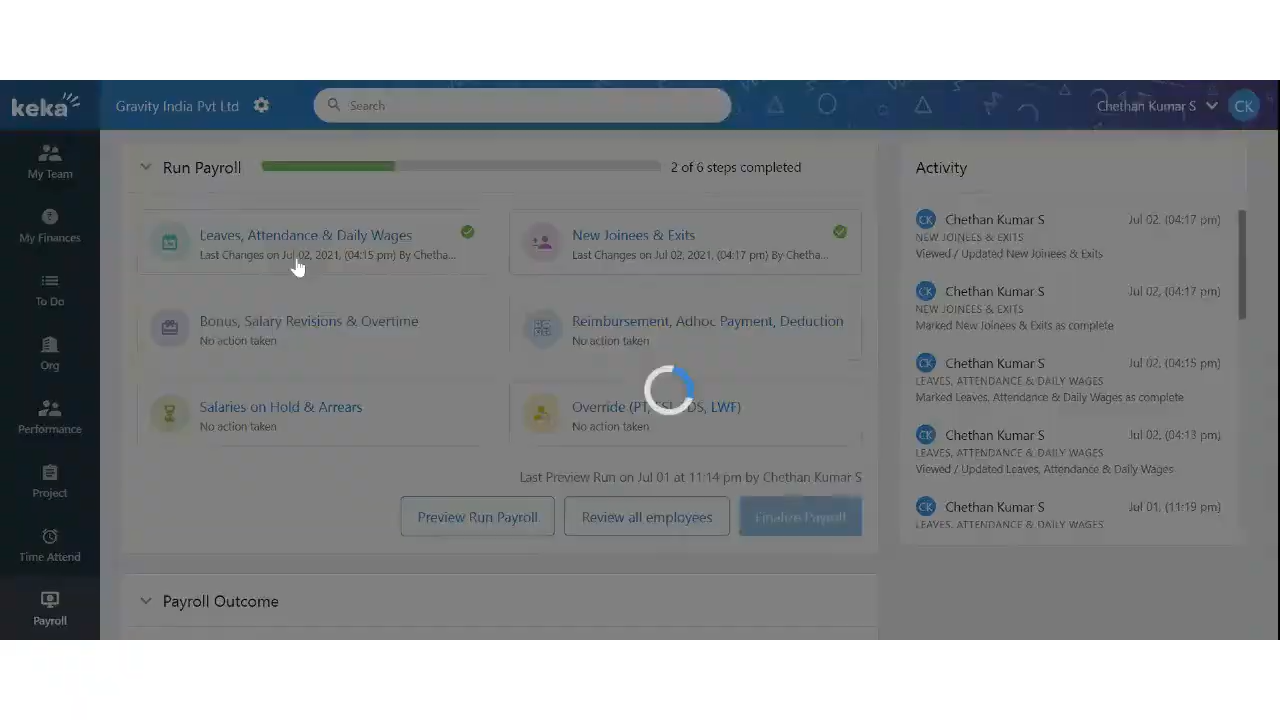 keka
Gravity India Pvt Ltd
Search
Chethan Kumar S
CK
My Team
My Finances
To Do
Org
Performance
Project
Time Attend
Payroll
Run Payroll
2 of 6 steps completed
Leaves, Attendance & Daily Wages
Last Changes on Jul 02, 2021, (04:15 pm) By Chetha...
New Joinees & Exits
Last Changes on Jul 02, 2021, (04:17 pm) By Chetha...
Bonus, Salary Revisions & Overtime
No action taken
Reimbursement, Adhoc Payment, Deduction
No action taken
Salaries on Hold & Arrears
No action taken
Override (PT, ESI, TDS, LWF)
No action taken
Last Preview Run on Jul 01 at 11:14 pm by Chethan Kumar S
Preview Run Payroll
Review all employees
Finalize Payroll
Payroll Outcome
Activity
CK Chethan Kumar S Jul 02, (04:17 pm)
NEW JOINEES & EXITS
Viewed / Updated New Joinees & Exits
CK Chethan Kumar S Jul 02, (04:17 pm)
NEW JOINEES & EXITS
Marked New Joinees & Exits as complete
CK Chethan Kumar S Jul 02, (04:15 pm)
LEAVES, ATTENDANCE & DAILY WAGES
Marked Leaves, Attendance & Daily Wages as complete
CK Chethan Kumar S Jul 02, (04:13 pm)
LEAVES, ATTENDANCE & DAILY WAGES
Viewed / Updated Leaves, Attendance & Daily Wages
CK Chethan Kumar S Jul 01, (11:19 pm)
LEAVES, ATTENDANCE & DAILY WAGES